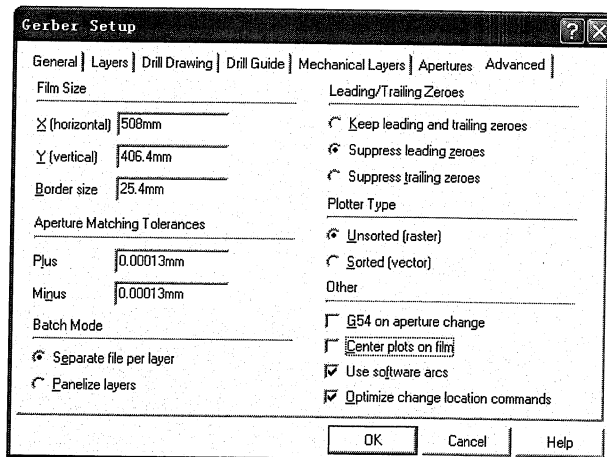 Gerber Setup
General Layers Drill Drawing Drill Guide Mechanical Layers Apertures Advanced
Film Size
X (horizontal) 508mm
Y (vertical) 406.4mm
Border size 25.4mm
Aperture Matching Tolerances
Plus 0.00013mm
Minus 0.00013mm
Batch Mode
Separate file per layer
Panelize layers
Leading/Trailing Zeroes
Keep leading and trailing zeroes
Suppress leading zeroes
Suppress trailing zeroes
Plotter Type
Unsorted (raster)
Sorted (vector)
Other
G54 on aperture change
Center plots on film
Use software arcs
Optimize change location commands
OK Cancel Help